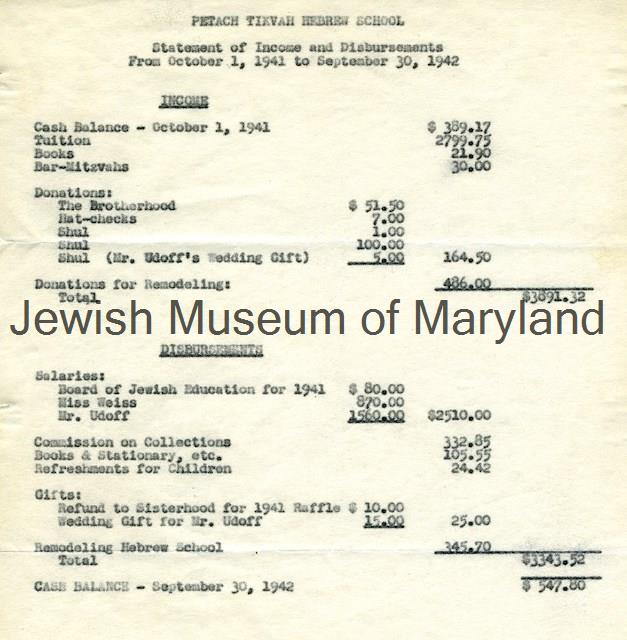 PETACH TIKVAH HEBREW SCHOOL
Statement of Income and Disbursements
From October 1, 1941 to September 30, 1942
INCOME
Cash Balance - October 1, 1941 $ 389.17
Tuition 2799.75
Books 21.90
Bar-Mitzvahs 30.00
Donations:
The Brotherhood $ 51.50
Hat-checks 7.00
Shul 1.00
Shul 100.00
Shul (Mr. Udoff's Wedding Gift) 5.00 164.50
Donations for Remodeling: 486.00
Total $3891.32
Jewish Museum of Maryland
DISBURSEMENTS
Salaries:
Board of Jewish Education for 1941 $ 80.00
Miss Weiss 870.00
Mr. Udoff 1560.00 $2510.00
Commission on Collections 332.85
Books & Stationary, etc. 105.55
Refreshments for Children 24.42
Gifts:
Refund to Sisterhood for 1941 Raffle $ 10.00
Wedding Gift for Mr. Udoff 15.00 25.00
Remodeling Hebrew School 345.70
Total $3343.52
CASH BALANCE - September 30, 1942 $ 547.80